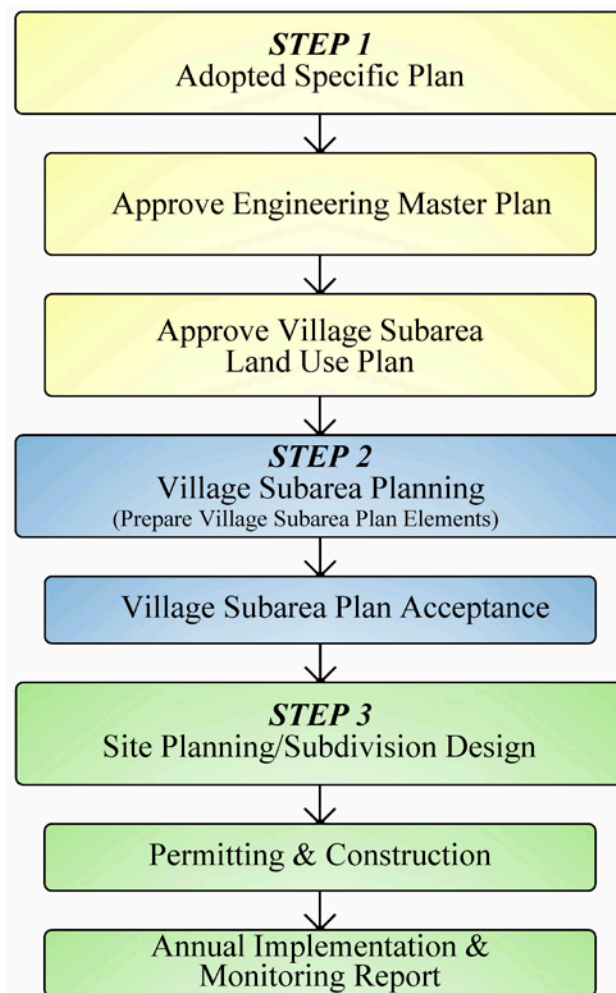 STEP 1
Adopted Specific Plan
Approve Engineering Master Plan
Approve Village Subarea
Land Use Plan
STEP 2
Village Subarea Planning
(Prepare Village Subarea Plan Elements)
Village Subarea Plan Acceptance
STEP 3
Site Planning/Subdivision Design
Permitting & Construction
Annual Implementation &
Monitoring Report